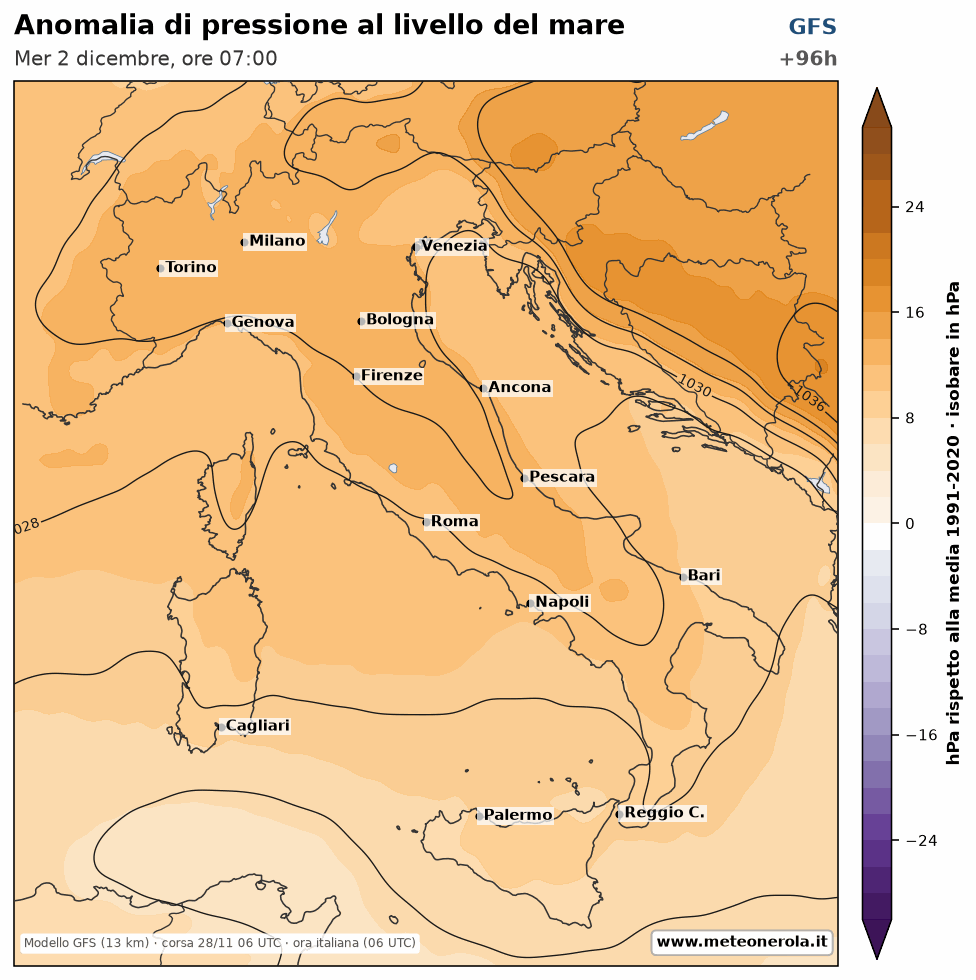 Anomalia di pressione al livello del mare
GFS
Mer 2 dicembre, ore 07:00
+96h
Milano
Venezia
Torino
Genova
Bologna
Firenze
Ancona
1030
1036
Pescara
028
Roma
Bari
Napoli
Cagliari
Palermo
Reggio C.
24
16
8
0
−8
−16
−24
hPa rispetto alla media 1991-2020 · isobare in hPa
Modello GFS (13 km) · corsa 28/11 06 UTC · ora italiana (06 UTC)
www.meteonerola.it